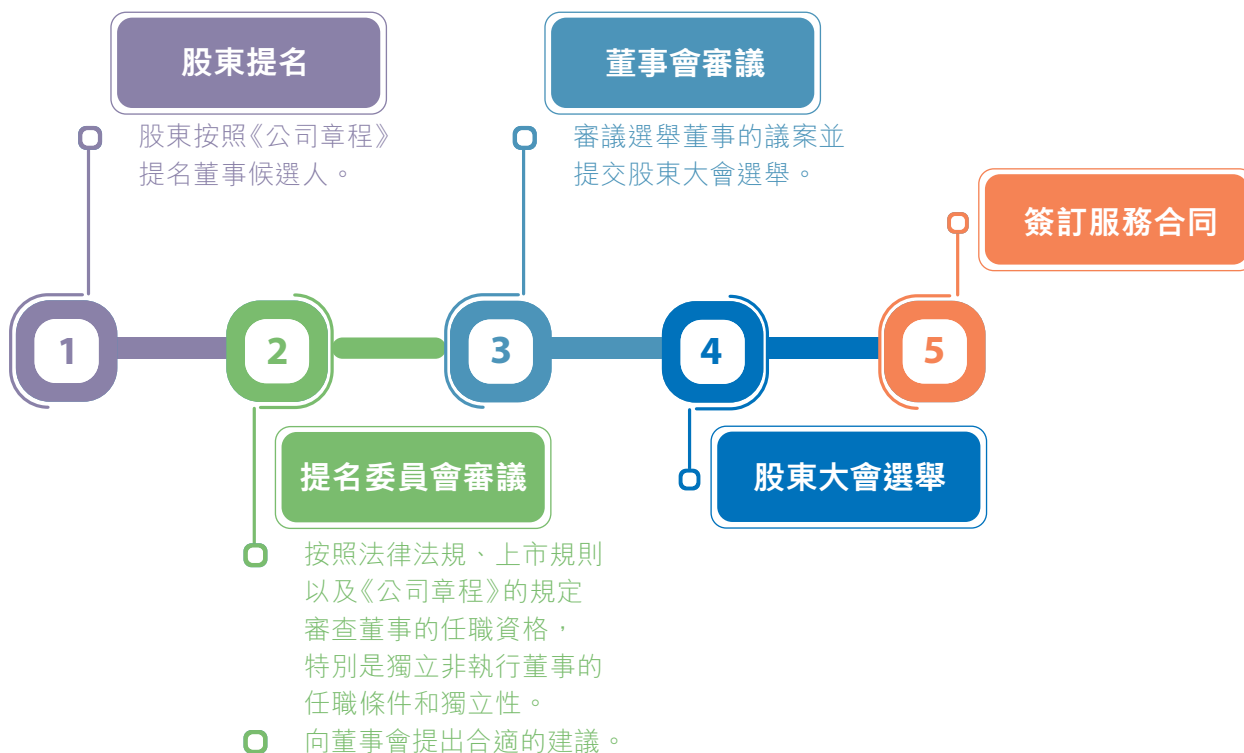 股東提名
股東按照《公司章程》
提名董事候選人。
董事會審議
審議選舉董事的議案並
提交股東大會選舉。
簽訂服務合同
1
2
3
4
5
提名委員會審議
按照法律法規、上市規則
以及《公司章程》的規定
審查董事的任職資格，
特別是獨立非執行董事的
任職條件和獨立性。
向董事會提出合適的建議。
股東大會選舉